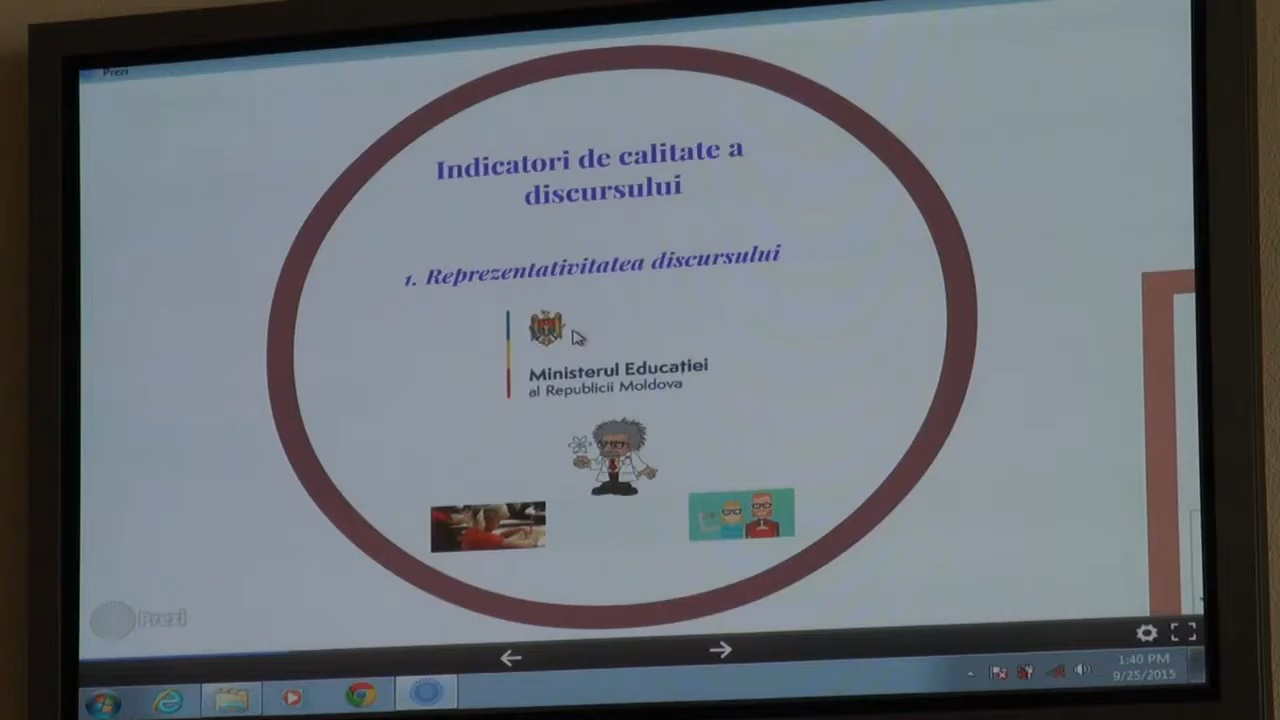 Prezi
Indicatori de calitate a
discursului
1. Reprezentativitatea discursului
Ministerul Educației
al Republicii Moldova
Prezi
1:40 PM
9/25/2015